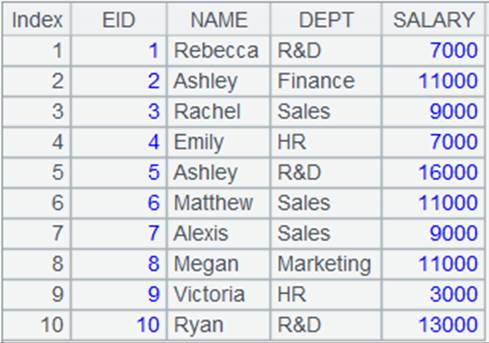 Index EID NAME DEPT SALARY
1 1 Rebecca R&D 7000
2 2 Ashley Finance 11000
3 3 Rachel Sales 9000
4 4 Emily HR 7000
5 5 Ashley R&D 16000
6 6 Matthew Sales 11000
7 7 Alexis Sales 9000
8 8 Megan Marketing 11000
9 9 Victoria HR 3000
10 10 Ryan R&D 13000